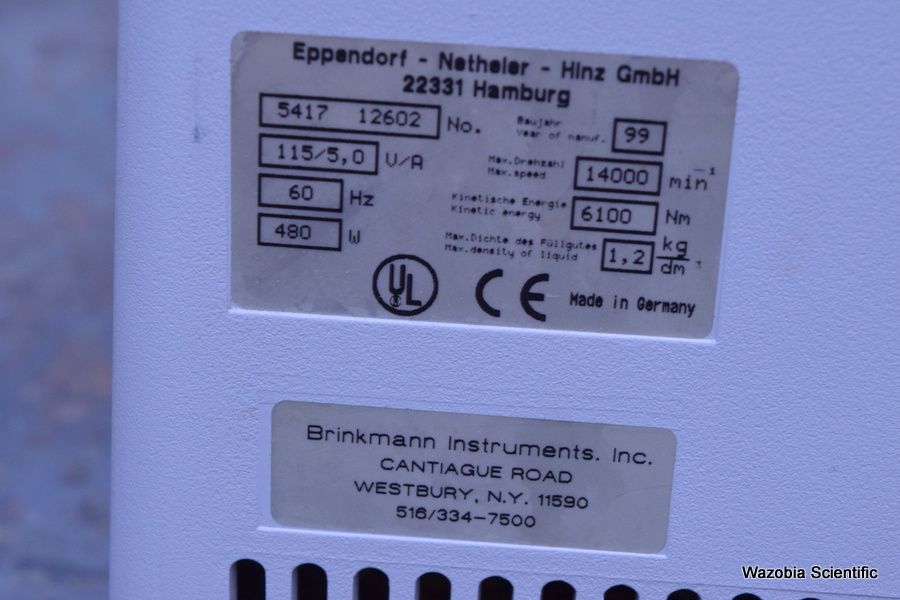 Eppendorf - Netheler - Hinz GmbH
22331 Hamburg
5417 12602 No.
Baujahr
Year of manuf. 99
115/5,0 V/A
Max.Drehzahl
Max.speed 14000 min⁻¹
60 Hz
Kinetische Energie
Kinetic energy 6100 Nm
480 W
Max.Dichte des Füllgutes
Max.density of liquid 1,2 kg/dm³
UL CE Made in Germany
Brinkmann Instruments, Inc.
CANTIAGUE ROAD
WESTBURY, N.Y. 11590
516/334-7500
Wazobia Scientific